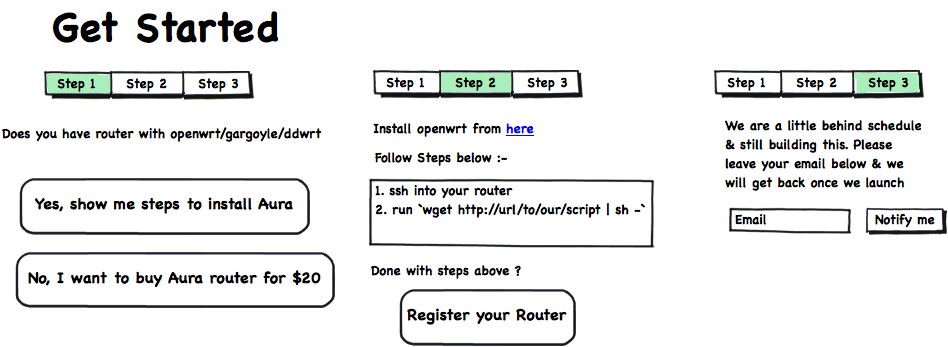 Get Started
Step 1 Step 2 Step 3
Does you have router with openwrt/gargoyle/ddwrt
Yes, show me steps to install Aura
No, I want to buy Aura router for $20
Step 1 Step 2 Step 3
Install openwrt from here
Follow Steps below :-
1. ssh into your router
2. run `wget http://url/to/our/script | sh -`
Done with steps above ?
Register your Router
Step 1 Step 2 Step 3
We are a little behind schedule
& still building this. Please
leave your email below & we
will get back once we launch
Email Notify me